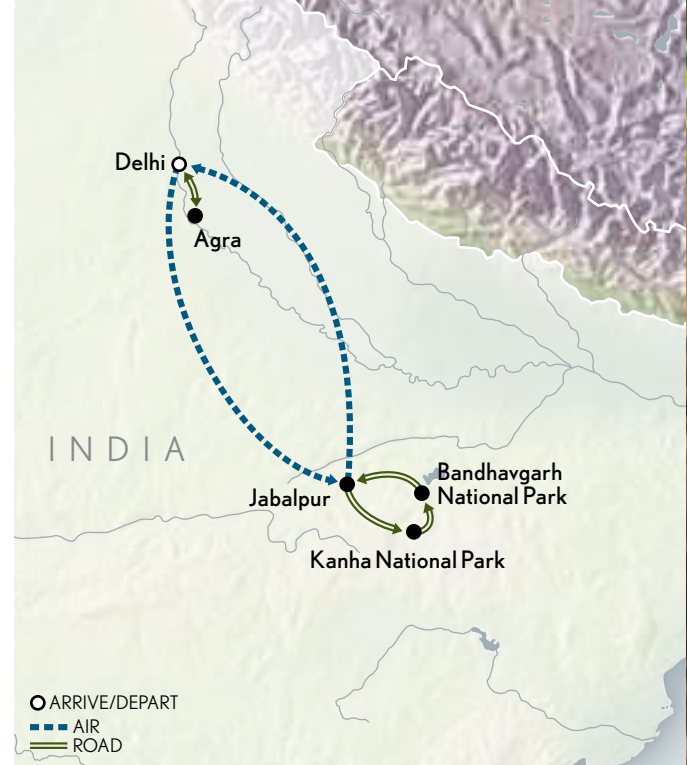 Delhi
Agra
INDIA
Bandhavgarh
National Park
Jabalpur
Kanha National Park
ARRIVE/DEPART
AIR
ROAD